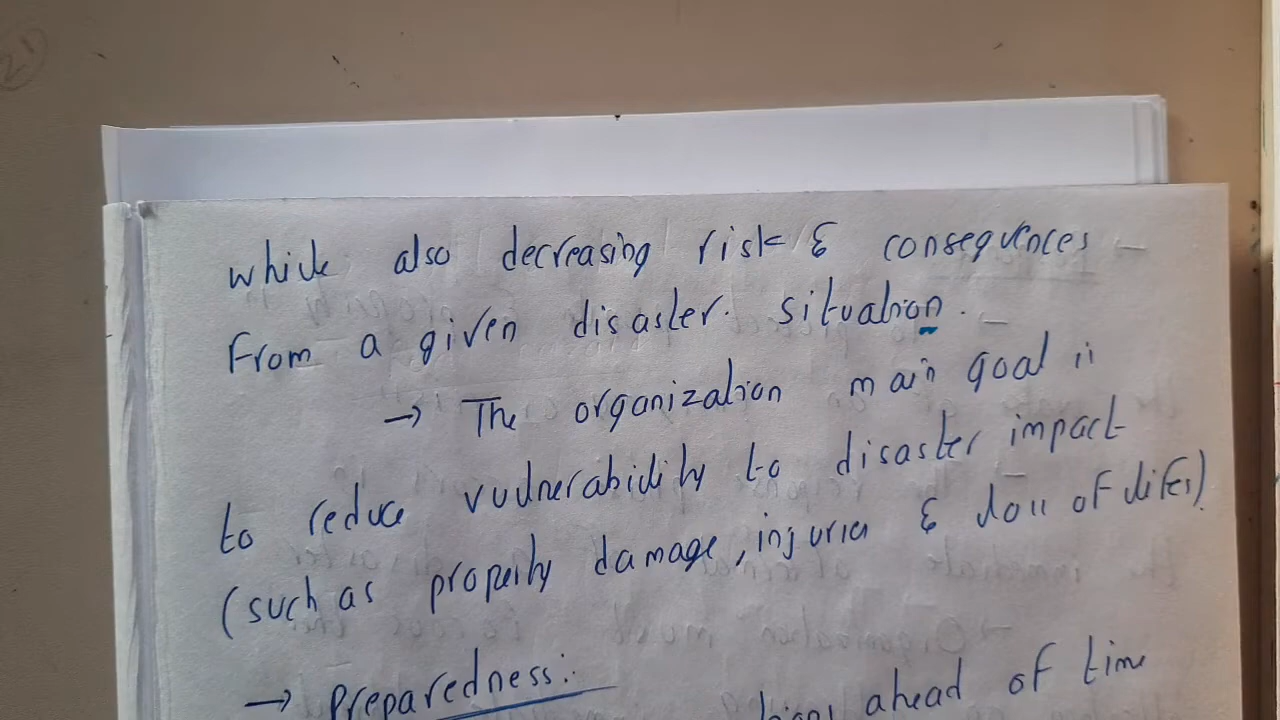 while also decreasing risk & consequences
from a given disaster. situation.
→ The organization main goal is
to reduce vulnerability to disaster impact
(such as property damage, injuries & loss of lifes)
→ Preparedness:.
ahead of time